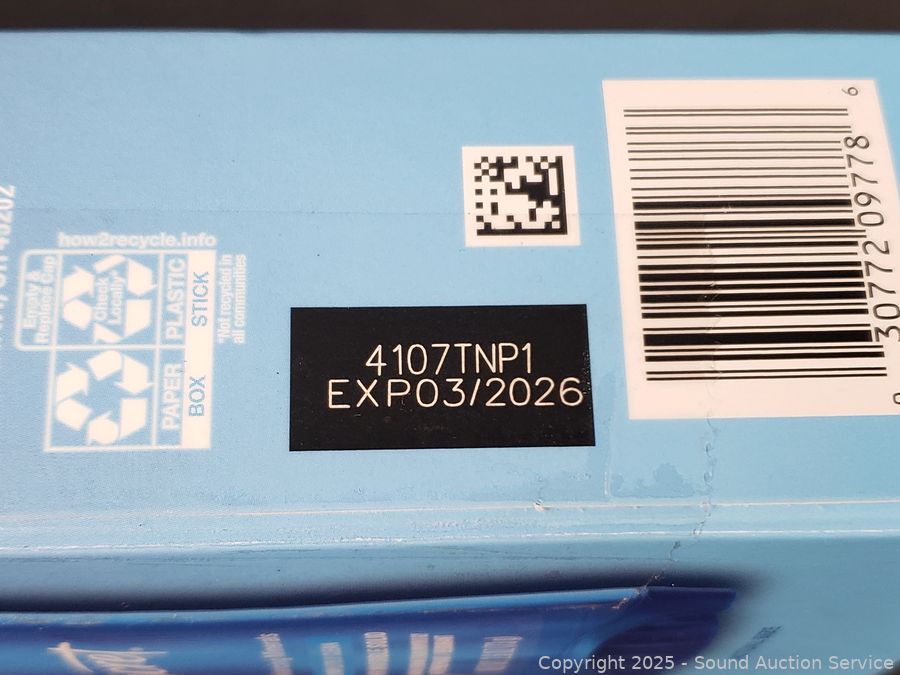 how2recycle.info
Empty &
Replace Cap
Check
Locally*
PLASTIC
STICK
*Not recycled in
all communities
PAPER
BOX
4107TNP1
EXP03/2026
0 30772 09778 6
Copyright 2025 - Sound Auction Service